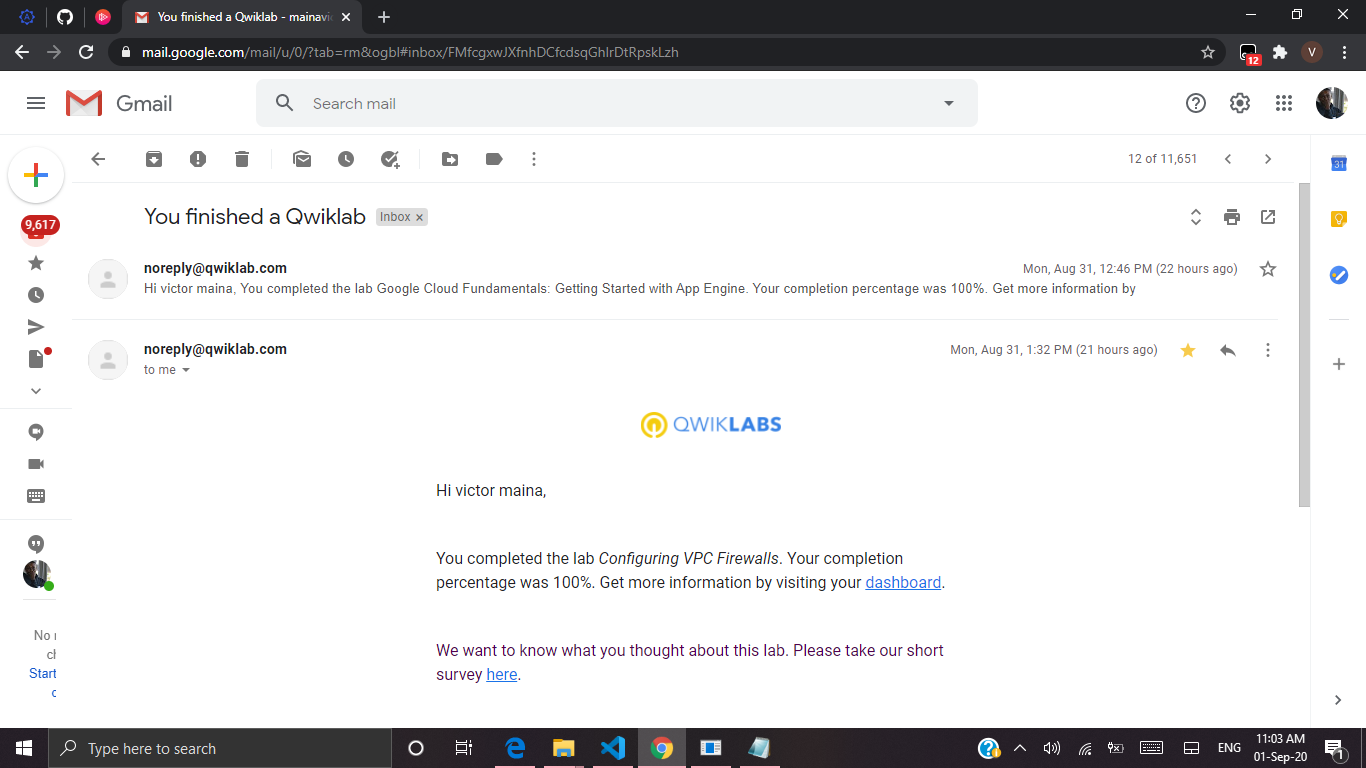 You finished a Qwiklab - mainavic
mail.google.com/mail/u/0/?tab=rm&ogbl#inbox/FMfcgxwJXfnhDCfcdsqGhlrDtRpskLzh
12
V
Gmail
Search mail
12 of 11,651
31
9,617
You finished a Qwiklab
Inbox ×
noreply@qwiklab.com
Mon, Aug 31, 12:46 PM (22 hours ago)
Hi victor maina, You completed the lab Google Cloud Fundamentals: Getting Started with App Engine. Your completion percentage was 100%. Get more information by
noreply@qwiklab.com
Mon, Aug 31, 1:32 PM (21 hours ago)
to me
QWIKLABS
Hi victor maina,
You completed the lab Configuring VPC Firewalls. Your completion
percentage was 100%. Get more information by visiting your dashboard.
We want to know what you thought about this lab. Please take our short
survey here.
No
Start
Type here to search
ENG
11:03 AM
01-Sep-20
1